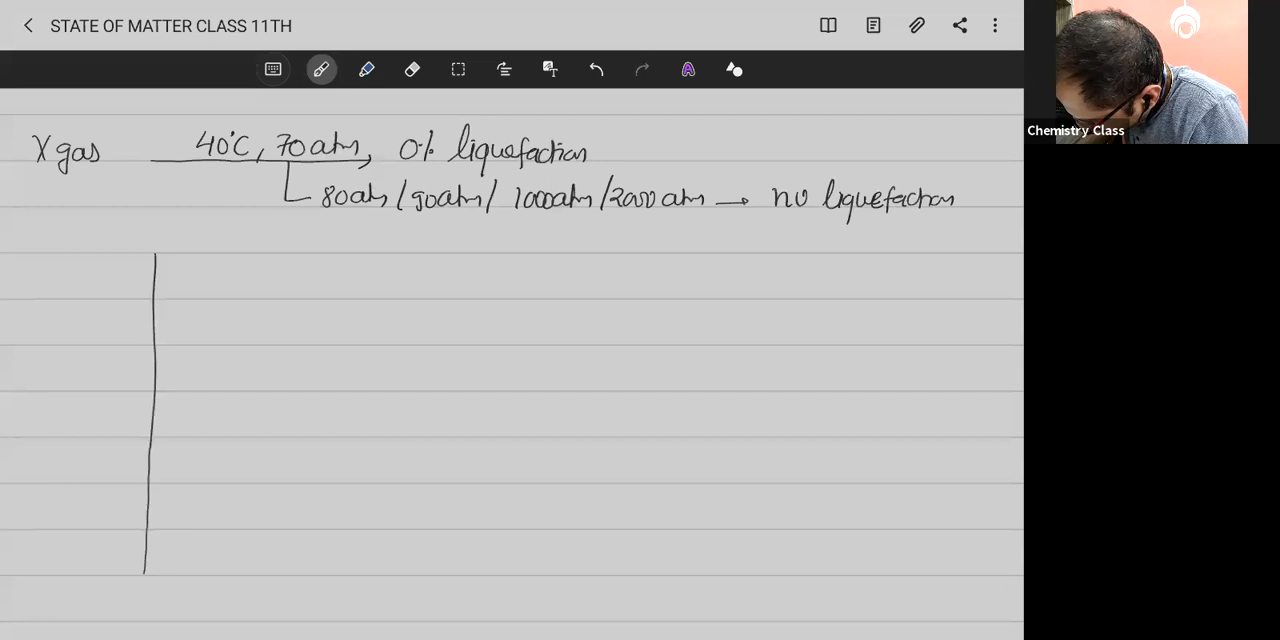 STATE OF MATTER CLASS 11TH
X gas 40°C, 70 atm, 0% liquefaction
80 atm / 90 atm / 1000 atm / 2000 atm → no liquefaction
Chemistry Class